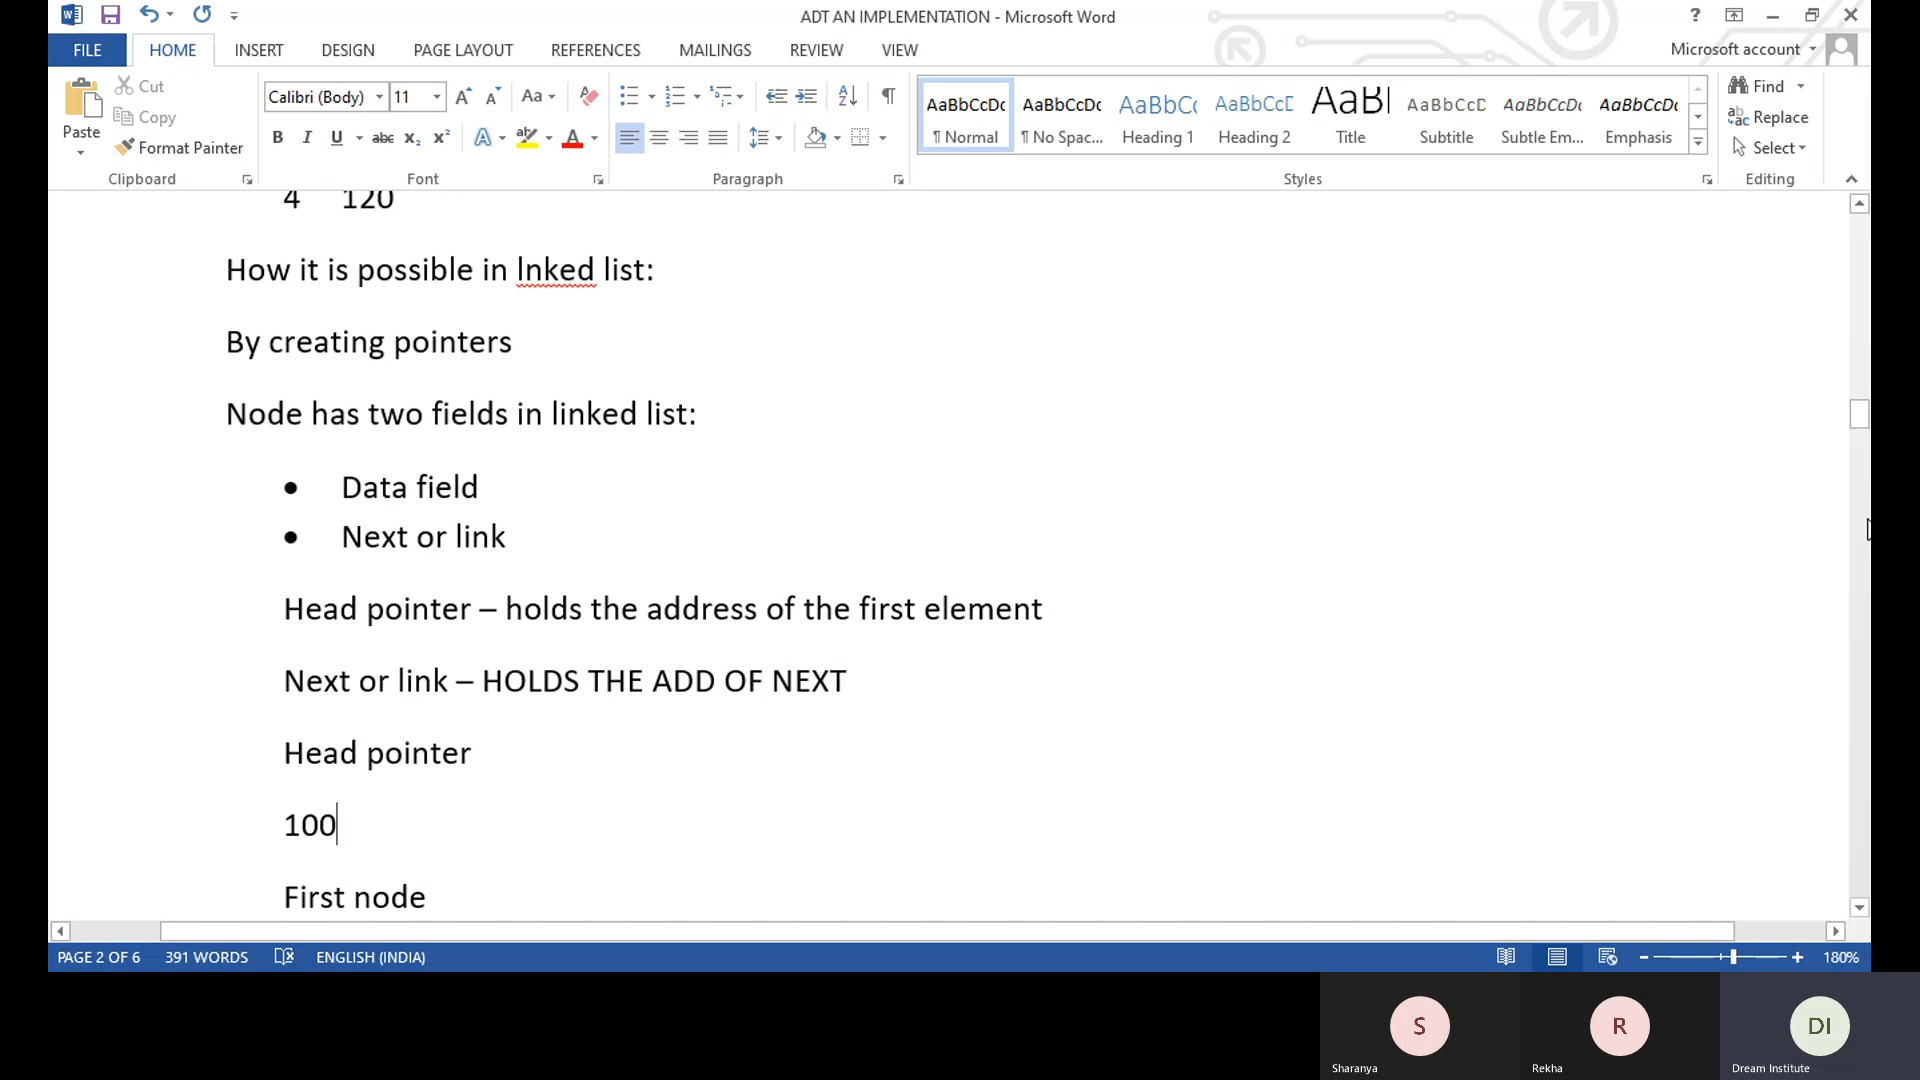 ADT AN IMPLEMENTATION - Microsoft Word
?
FILE HOME INSERT DESIGN PAGE LAYOUT REFERENCES MAILINGS REVIEW VIEW Microsoft account
Paste
Cut
Copy
Format Painter
Calibri (Body) 11 Aa
B I U abc x₂ x² A A
AaBbCcDc AaBbCcDc AaBbCc AaBbCcD AaBl AaBbCcD AaBbCcDc AaBbCcDc
¶ Normal ¶ No Spac... Heading 1 Heading 2 Title Subtitle Subtle Em... Emphasis
Find
Replace
Select
Clipboard Font Paragraph Styles Editing
4 120
How it is possible in lnked list:
By creating pointers
Node has two fields in linked list:
• Data field
• Next or link
Head pointer – holds the address of the first element
Next or link – HOLDS THE ADD OF NEXT
Head pointer
100
First node
PAGE 2 OF 6 391 WORDS ENGLISH (INDIA) 180%
S R DI
Sharanya Rekha Dream Institute